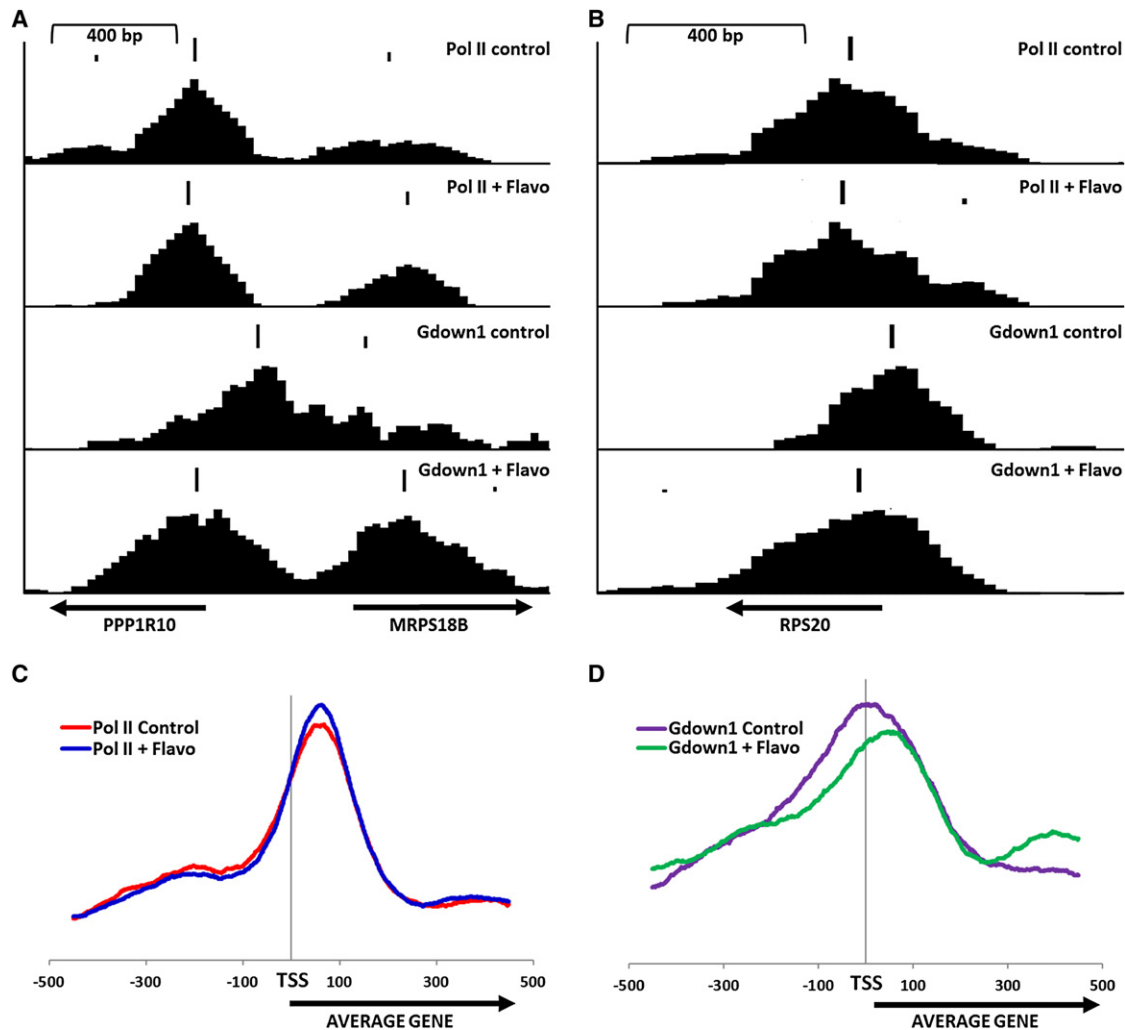 A
400 bp
Pol II control
Pol II + Flavo
Gdown1 control
Gdown1 + Flavo
PPP1R10
MRPS18B
B
400 bp
Pol II control
Pol II + Flavo
Gdown1 control
Gdown1 + Flavo
RPS20
C
Pol II Control
Pol II + Flavo
-500
-300
-100
TSS
100
300
500
AVERAGE GENE
D
Gdown1 Control
Gdown1 + Flavo
-500
-300
-100
TSS
100
300
500
AVERAGE GENE